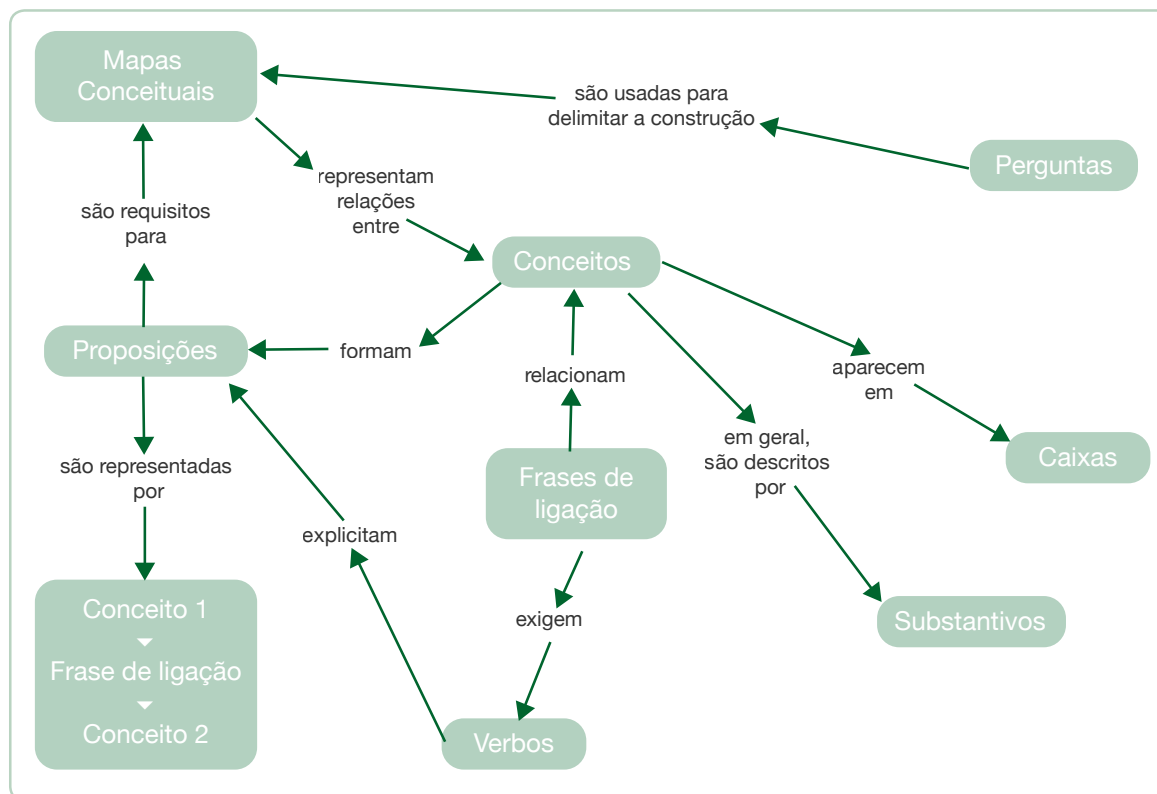 Mapas
Conceituais
são usadas para
delimitar a construção
Perguntas
representam
relações
entre
são requisitos
para
Conceitos
Proposições
formam
relacionam
aparecem
em
em geral,
são descritos
por
Caixas
são representadas
por
Frases de
ligação
explicitam
Conceito 1
Frase de ligação
Conceito 2
exigem
Substantivos
Verbos